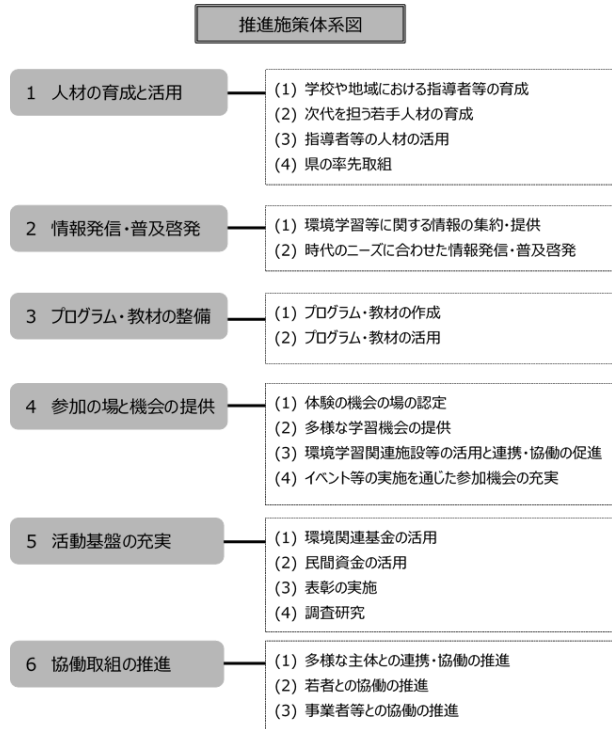 推進施策体系図
1 人材の育成と活用
(1) 学校や地域における指導者等の育成
(2) 次代を担う若手人材の育成
(3) 指導者等の人材の活用
(4) 県の率先取組
2 情報発信・普及啓発
(1) 環境学習等に関する情報の集約・提供
(2) 時代のニーズに合わせた情報発信・普及啓発
3 プログラム・教材の整備
(1) プログラム・教材の作成
(2) プログラム・教材の活用
4 参加の場と機会の提供
(1) 体験の機会の場の認定
(2) 多様な学習機会の提供
(3) 環境学習関連施設等の活用と連携・協働の促進
(4) イベント等の実施を通じた参加機会の充実
5 活動基盤の充実
(1) 環境関連基金の活用
(2) 民間資金の活用
(3) 表彰の実施
(4) 調査研究
6 協働取組の推進
(1) 多様な主体との連携・協働の推進
(2) 若者との協働の推進
(3) 事業者等との協働の推進